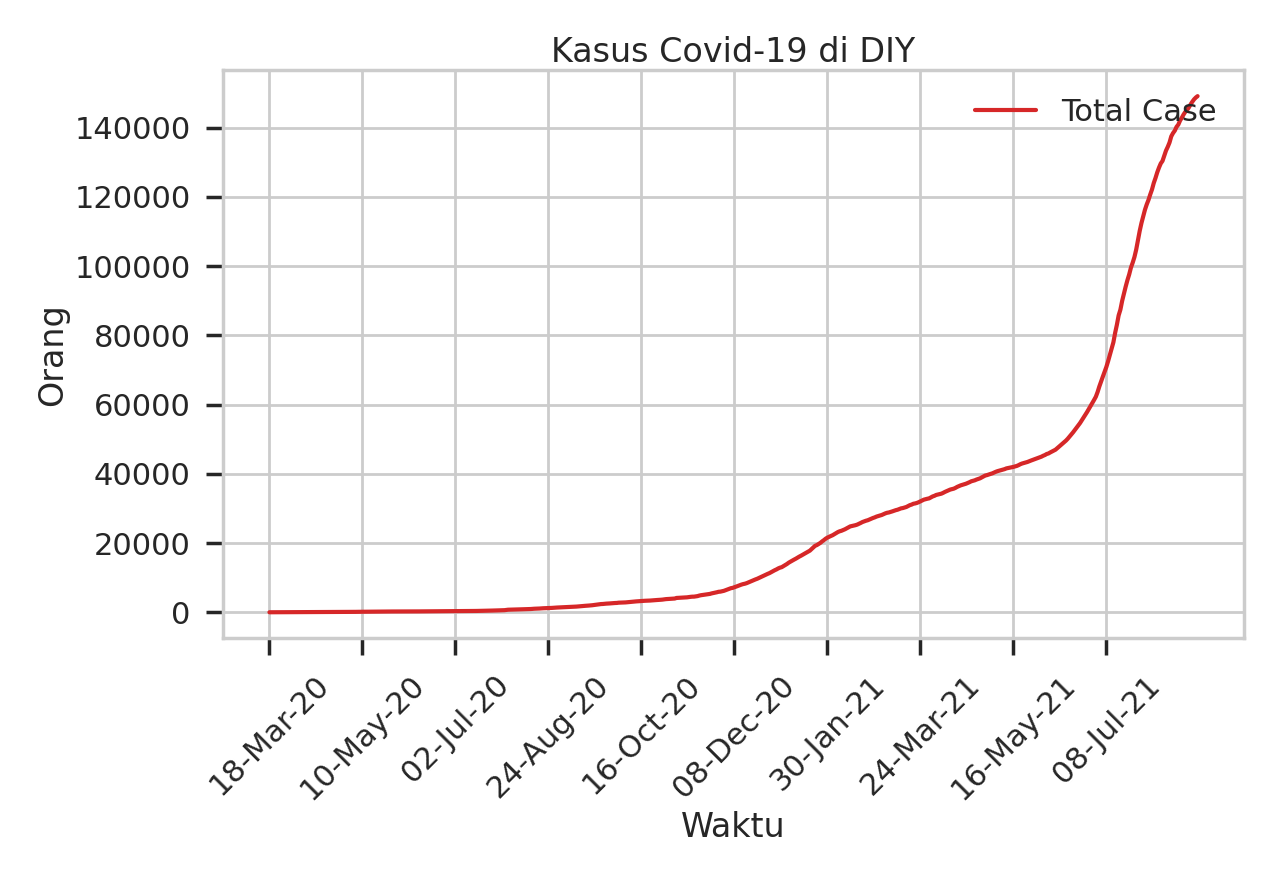 Kasus Covid-19 di DIY
Total Case
140000
120000
100000
80000
60000
40000
20000
0
Orang
18-Mar-20
10-May-20
02-Jul-20
24-Aug-20
16-Oct-20
08-Dec-20
30-Jan-21
24-Mar-21
16-May-21
08-Jul-21
Waktu